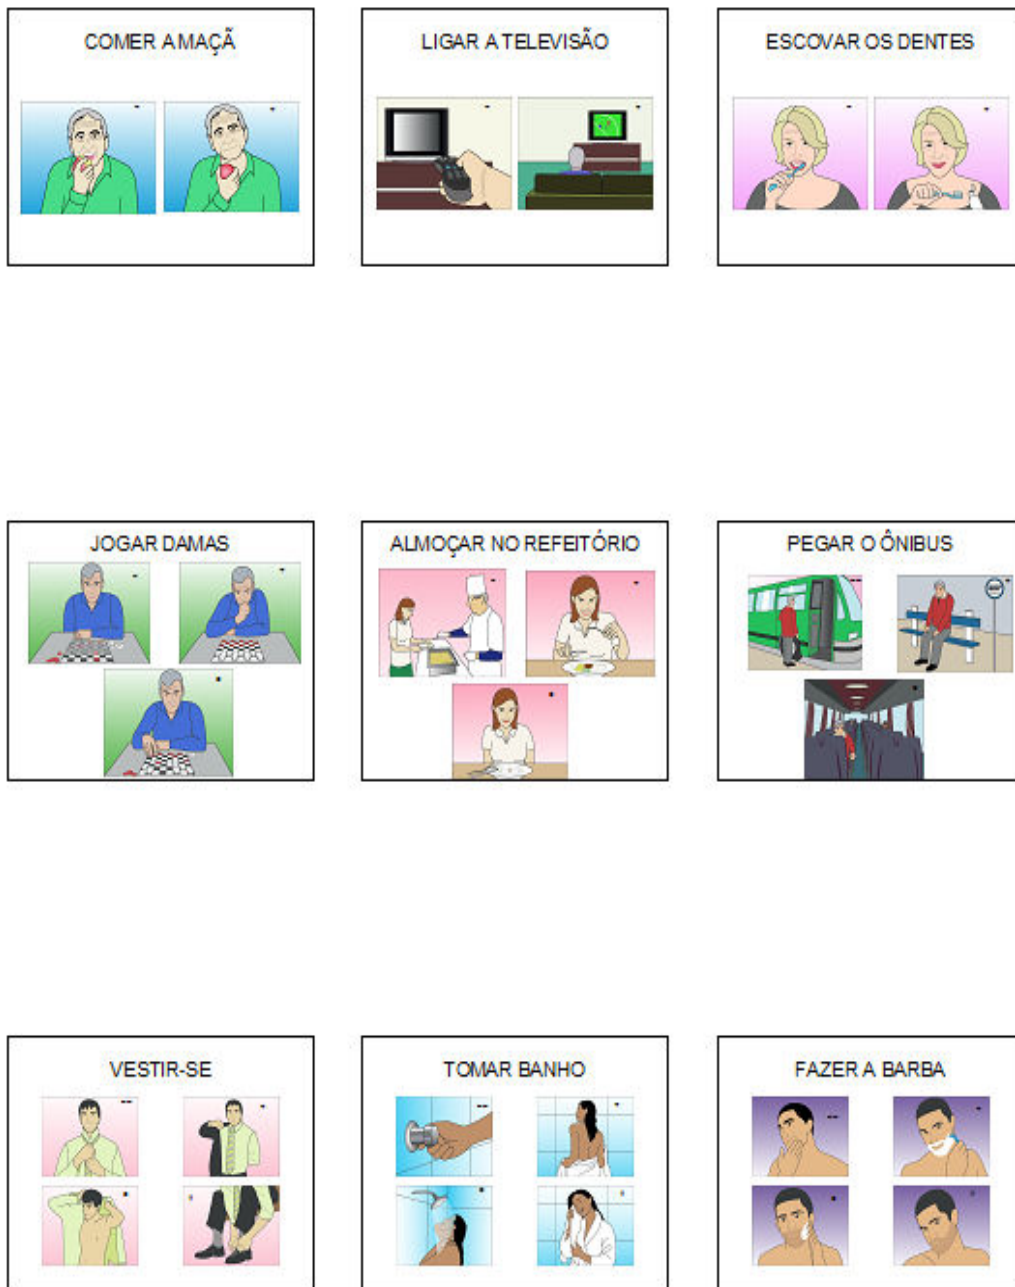 COMER A MAÇÃ
LIGAR A TELEVISÃO
ESCOVAR OS DENTES
JOGAR DAMAS
ALMOÇAR NO REFEITÓRIO
PEGAR O ÔNIBUS
VESTIR-SE
TOMAR BANHO
FAZER A BARBA